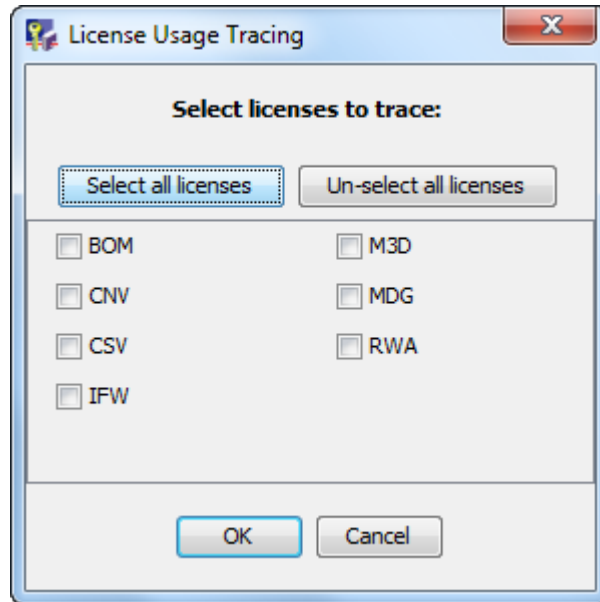 License Usage Tracing
Select licenses to trace:
Select all licenses Un-select all licenses
BOM M3D
CNV MDG
CSV RWA
IFW
OK Cancel